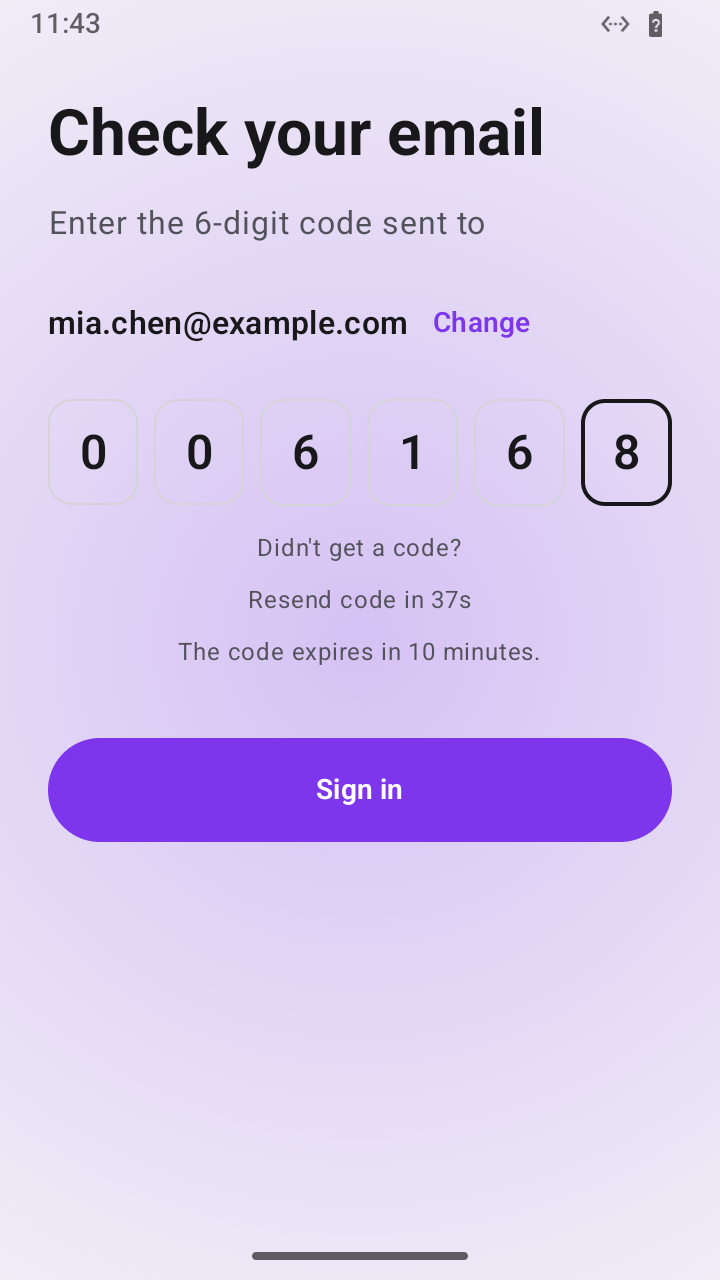 11:43
Check your email
Enter the 6-digit code sent to
mia.chen@example.com Change
0 0 6 1 6 8
Didn't get a code?
Resend code in 37s
The code expires in 10 minutes.
Sign in